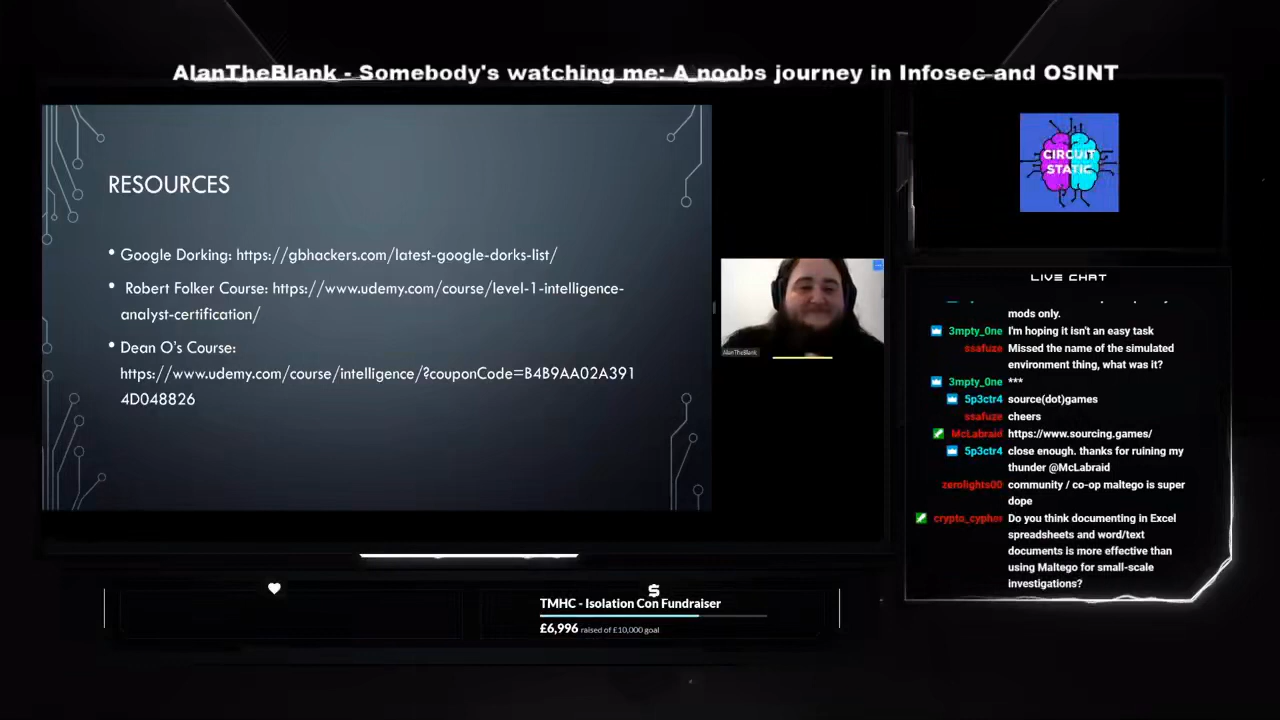 AlanTheBlank - Somebody's watching me: A noobs journey in Infosec and OSINT
RESOURCES
• Google Dorking: https://gbhackers.com/latest-google-dorks-list/
• Robert Folker Course: https://www.udemy.com/course/level-1-intelligence-
analyst-certification/
• Dean O's Course:
https://www.udemy.com/course/intelligence/?couponCode=B4B9AA02A391
4D048826
AlanTheBlank
CIRCUIT
STATIC
LIVE CHAT
mods only.
3mpty_0ne I'm hoping it isn't an easy task
ssafuze Missed the name of the simulated
environment thing, what was it?
3mpty_0ne ***
5p3ctr4 source(dot)games
ssafuze cheers
McLabraid https://www.sourcing.games/
5p3ctr4 close enough. thanks for ruining my
thunder @McLabraid
zerolights00 community / co-op maltego is super
dope
crypto_cypher Do you think documenting in Excel
spreadsheets and word/text
documents is more effective than
using Maltego for small-scale
investigations?
$
TMHC - Isolation Con Fundraiser
£6,996 raised of £10,000 goal